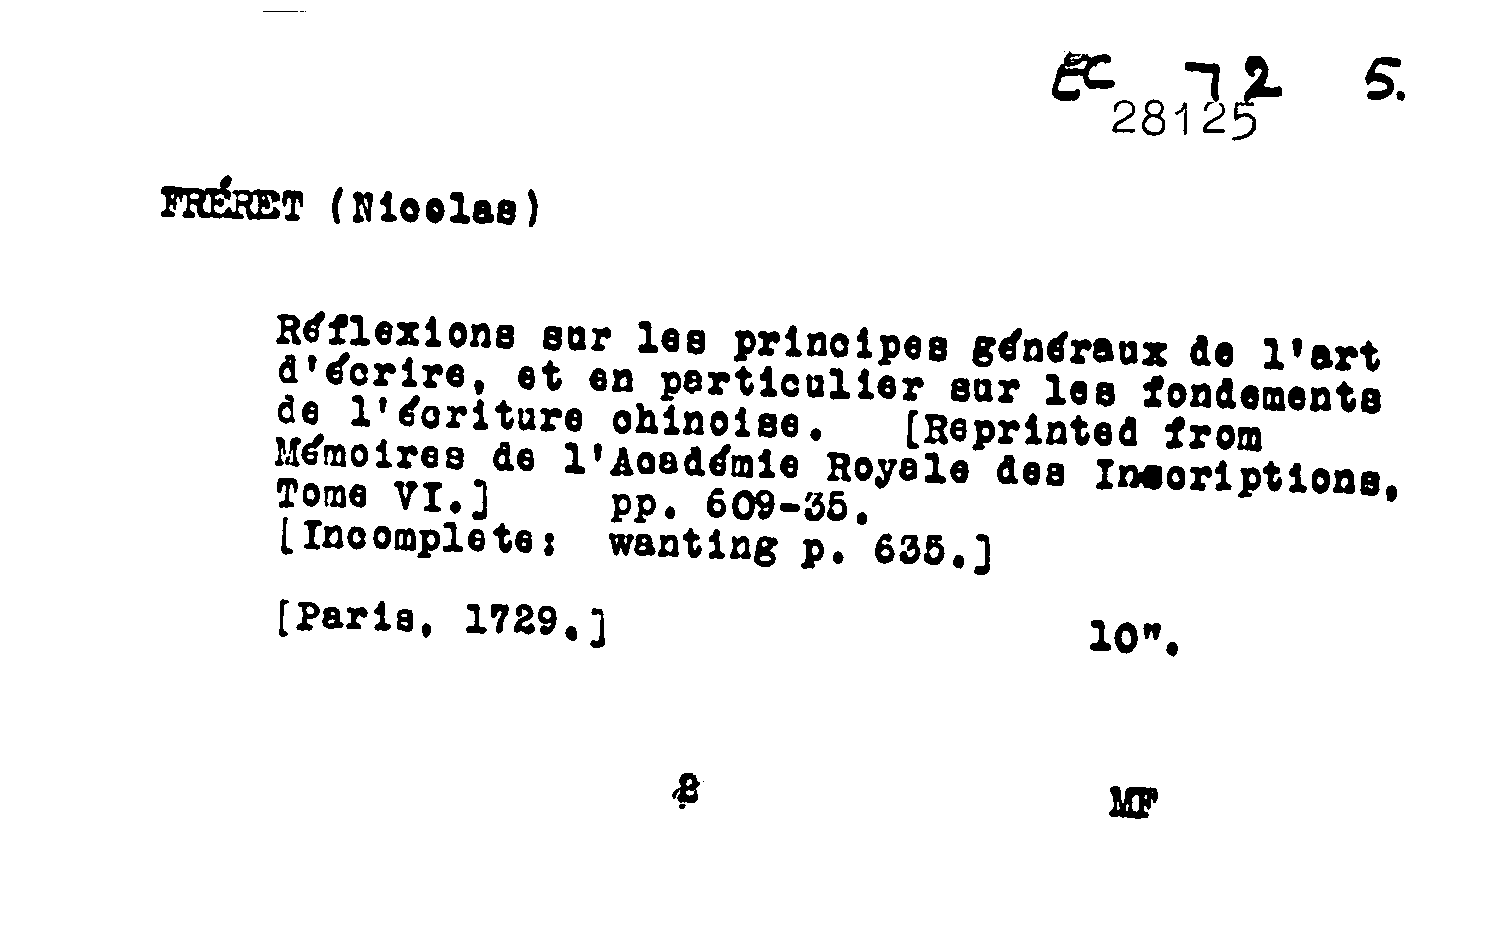 EC 72 5.
28125
FRÉRET (Nicolas)
Réflexions sur les principes généraux de l'art
d'écrire, et en particulier sur les fondements
de l'écriture chinoise. [Reprinted from
Mémoires de l'Académie Royale des Inscriptions,
Tome VI.] pp. 609-35.
[Incomplete: wanting p. 635.]
[Paris, 1729.] 10".
MF